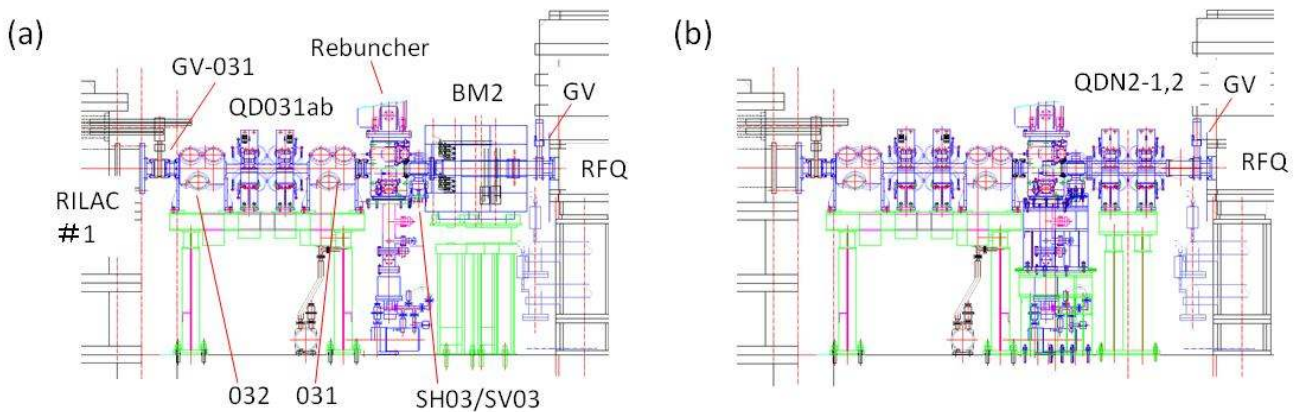 (a)
GV-031
QD031ab
Rebuncher
BM2
GV
RFQ
RILAC
#1
032
031
SH03/SV03
(b)
QDN2-1,2
GV
RFQ